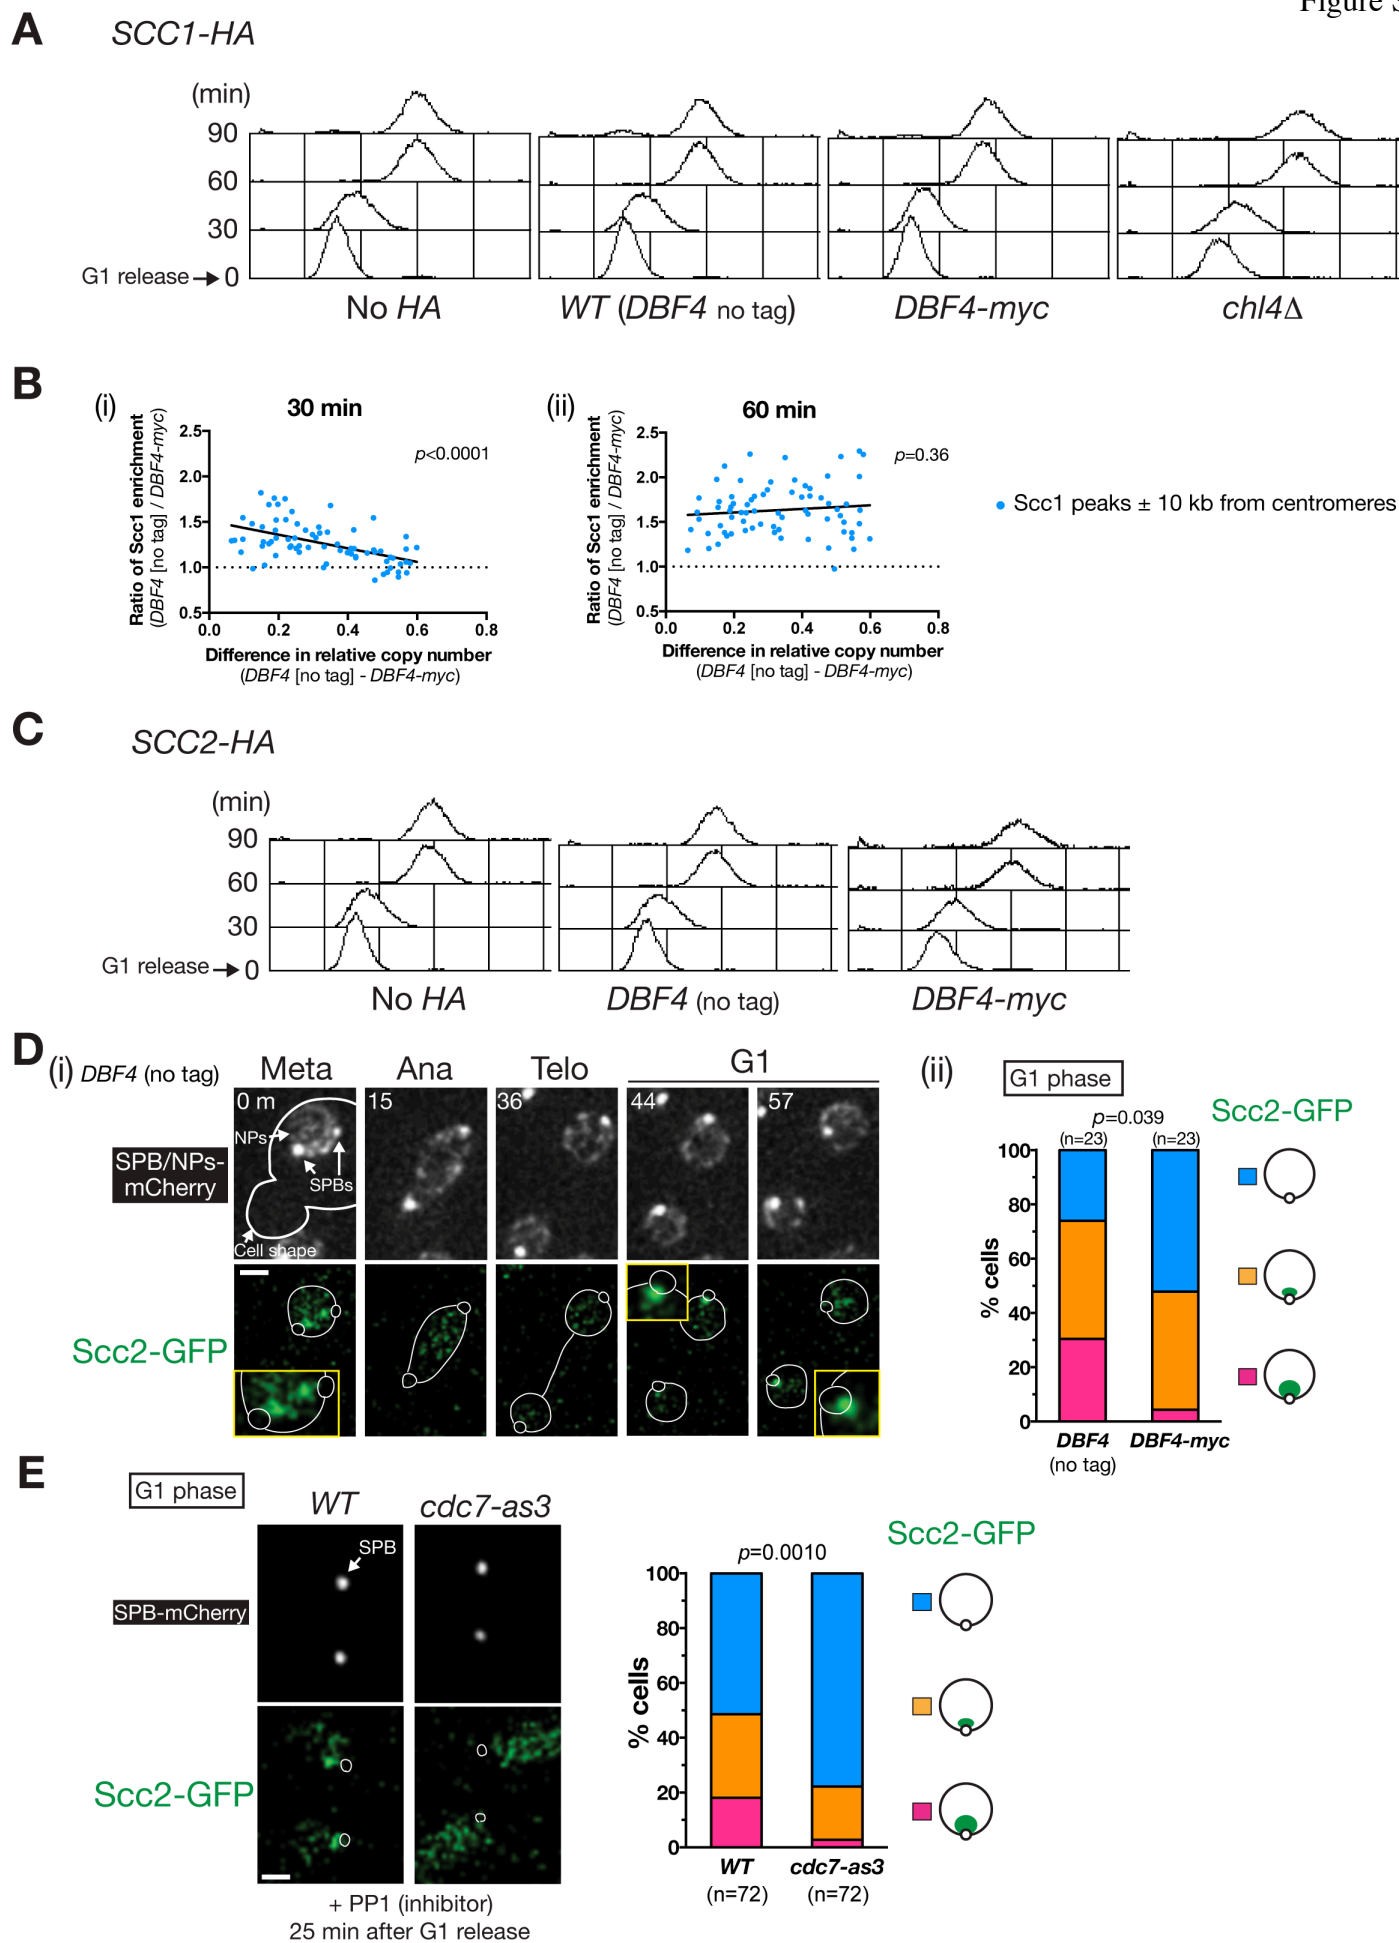 Figure S
A
SCC1-HA
(min)
90
60
30
G1 release → 0
No HA
WT (DBF4 no tag)
DBF4-myc
chl4Δ
B
(i)
30 min
Ratio of Scc1 enrichment
(DBF4 [no tag] / DBF4-myc)
2.5
2.0
1.5
1.0
0.5
p<0.0001
0.0 0.2 0.4 0.6 0.8
Difference in relative copy number
(DBF4 [no tag] - DBF4-myc)
(ii)
60 min
Ratio of Scc1 enrichment
(DBF4 [no tag] / DBF4-myc)
2.5
2.0
1.5
1.0
0.5
p=0.36
0.0 0.2 0.4 0.6 0.8
Difference in relative copy number
(DBF4 [no tag] - DBF4-myc)
Scc1 peaks ± 10 kb from centromeres
C
SCC2-HA
(min)
90
60
30
G1 release → 0
No HA
DBF4 (no tag)
DBF4-myc
D
(i) DBF4 (no tag)
Meta
Ana
Telo
G1
0 m
15
36
44
57
NPs
SPBs
Cell shape
SPB/NPs-
mCherry
Scc2-GFP
(ii)
G1 phase
p=0.039
(n=23)
(n=23)
Scc2-GFP
% cells
100
80
60
40
20
0
DBF4
(no tag)
DBF4-myc
E
G1 phase
WT
cdc7-as3
SPB
SPB-mCherry
Scc2-GFP
+ PP1 (inhibitor)
25 min after G1 release
p=0.0010
Scc2-GFP
% cells
100
80
60
40
20
0
WT
(n=72)
cdc7-as3
(n=72)